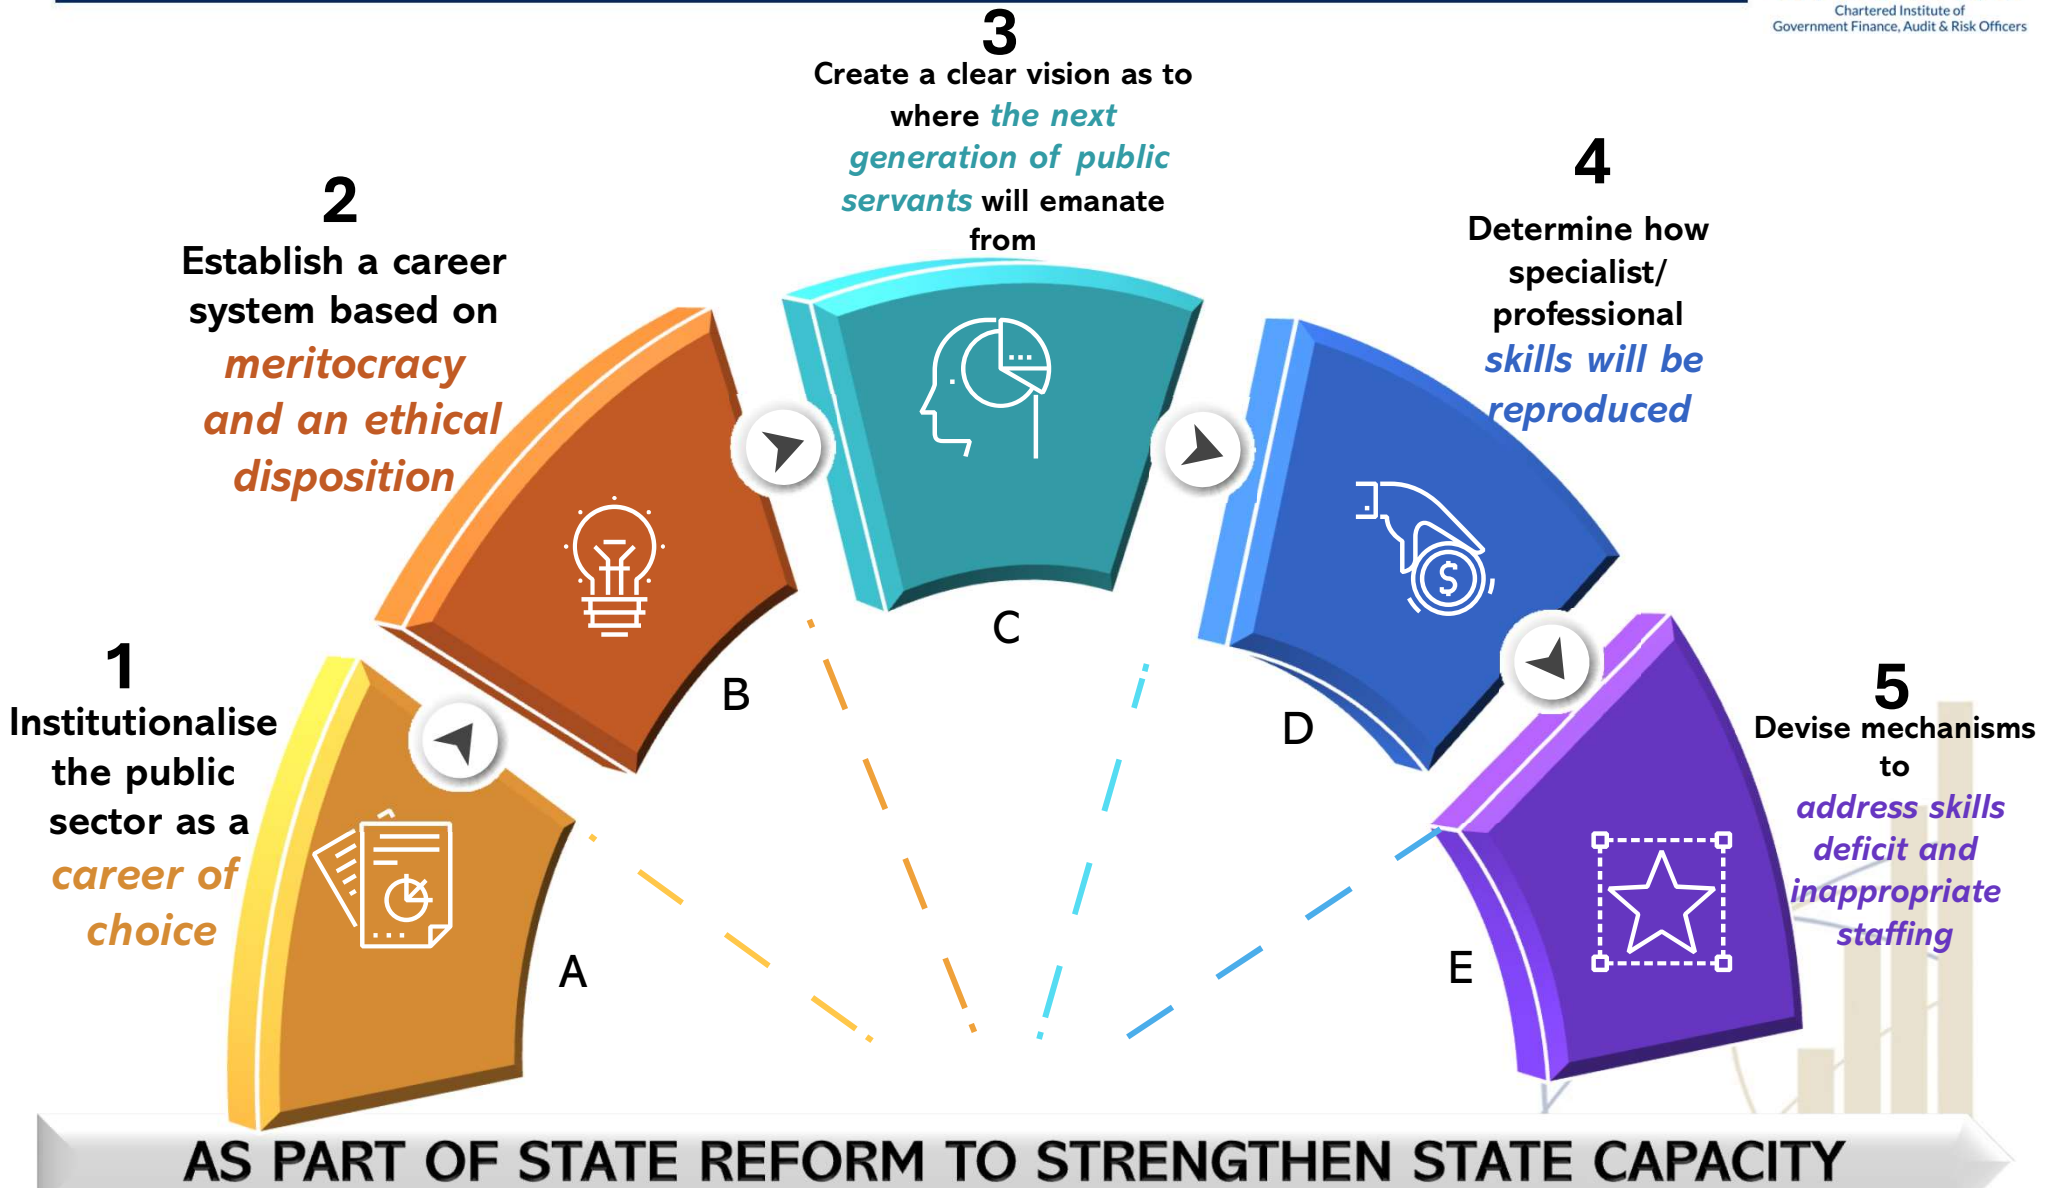 Chartered Institute of
Government Finance, Audit & Risk Officers
1
Institutionalise
the public
sector as a
career of
choice
2
Establish a career
system based on
meritocracy
and an ethical
disposition
3
Create a clear vision as to
where the next
generation of public
servants will emanate
from
4
Determine how
specialist/
professional
skills will be
reproduced
5
Devise mechanisms
to
address skills
deficit and
inappropriate
staffing
A
B
C
D
E
$
AS PART OF STATE REFORM TO STRENGTHEN STATE CAPACITY